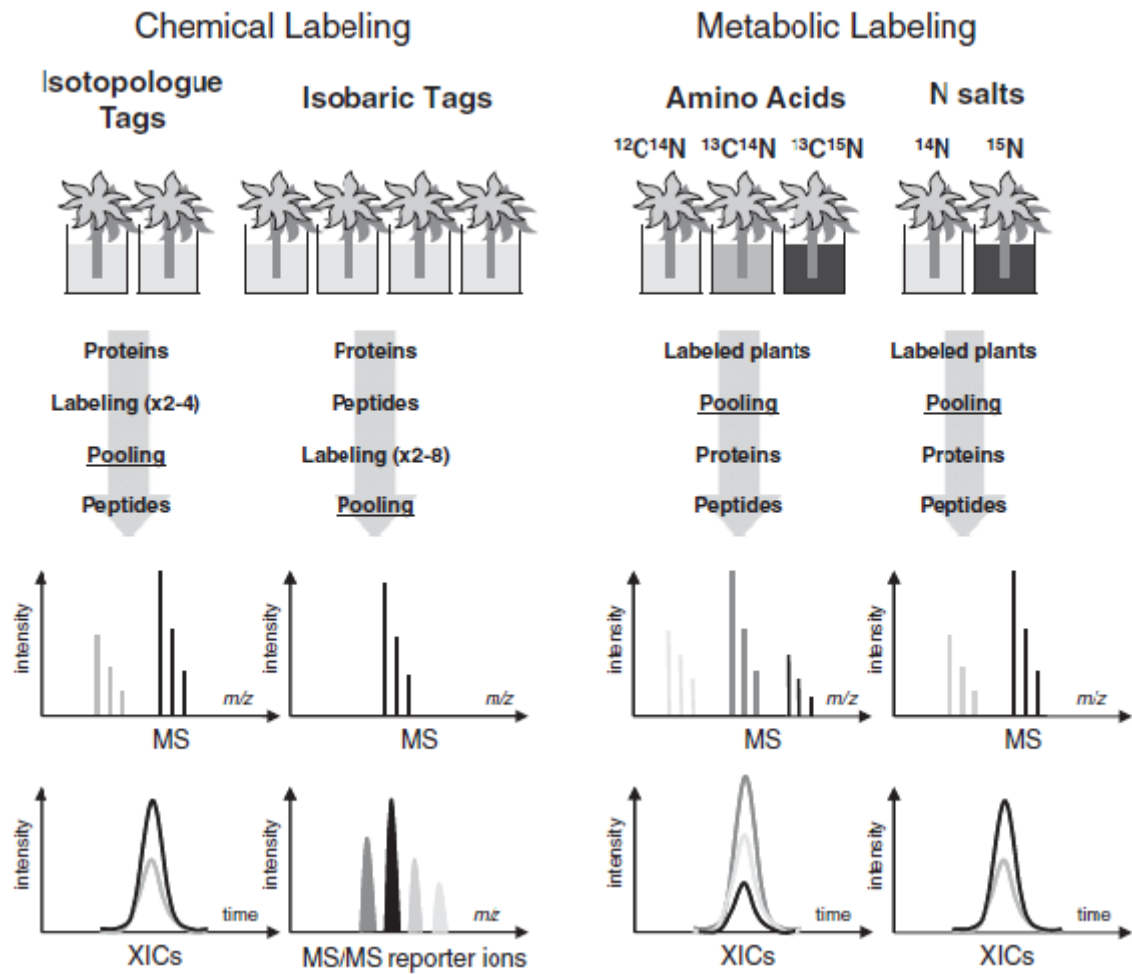 Chemical Labeling
Metabolic Labeling
Isotopologue
Tags
Isobaric Tags
Amino Acids
N salts
¹²C¹⁴N ¹³C¹⁴N ¹³C¹⁵N
¹⁴N ¹⁵N
Proteins
Labeling (x2-4)
Pooling
Peptides
Proteins
Peptides
Labeling (x2-8)
Pooling
Labeled plants
Pooling
Proteins
Peptides
Labeled plants
Pooling
Proteins
Peptides
intensity
m/z
MS
intensity
m/z
MS
intensity
m/z
MS
intensity
m/z
MS
intensity
time
XICs
intensity
m/z
MS/MS reporter ions
intensity
time
XICs
intensity
time
XICs